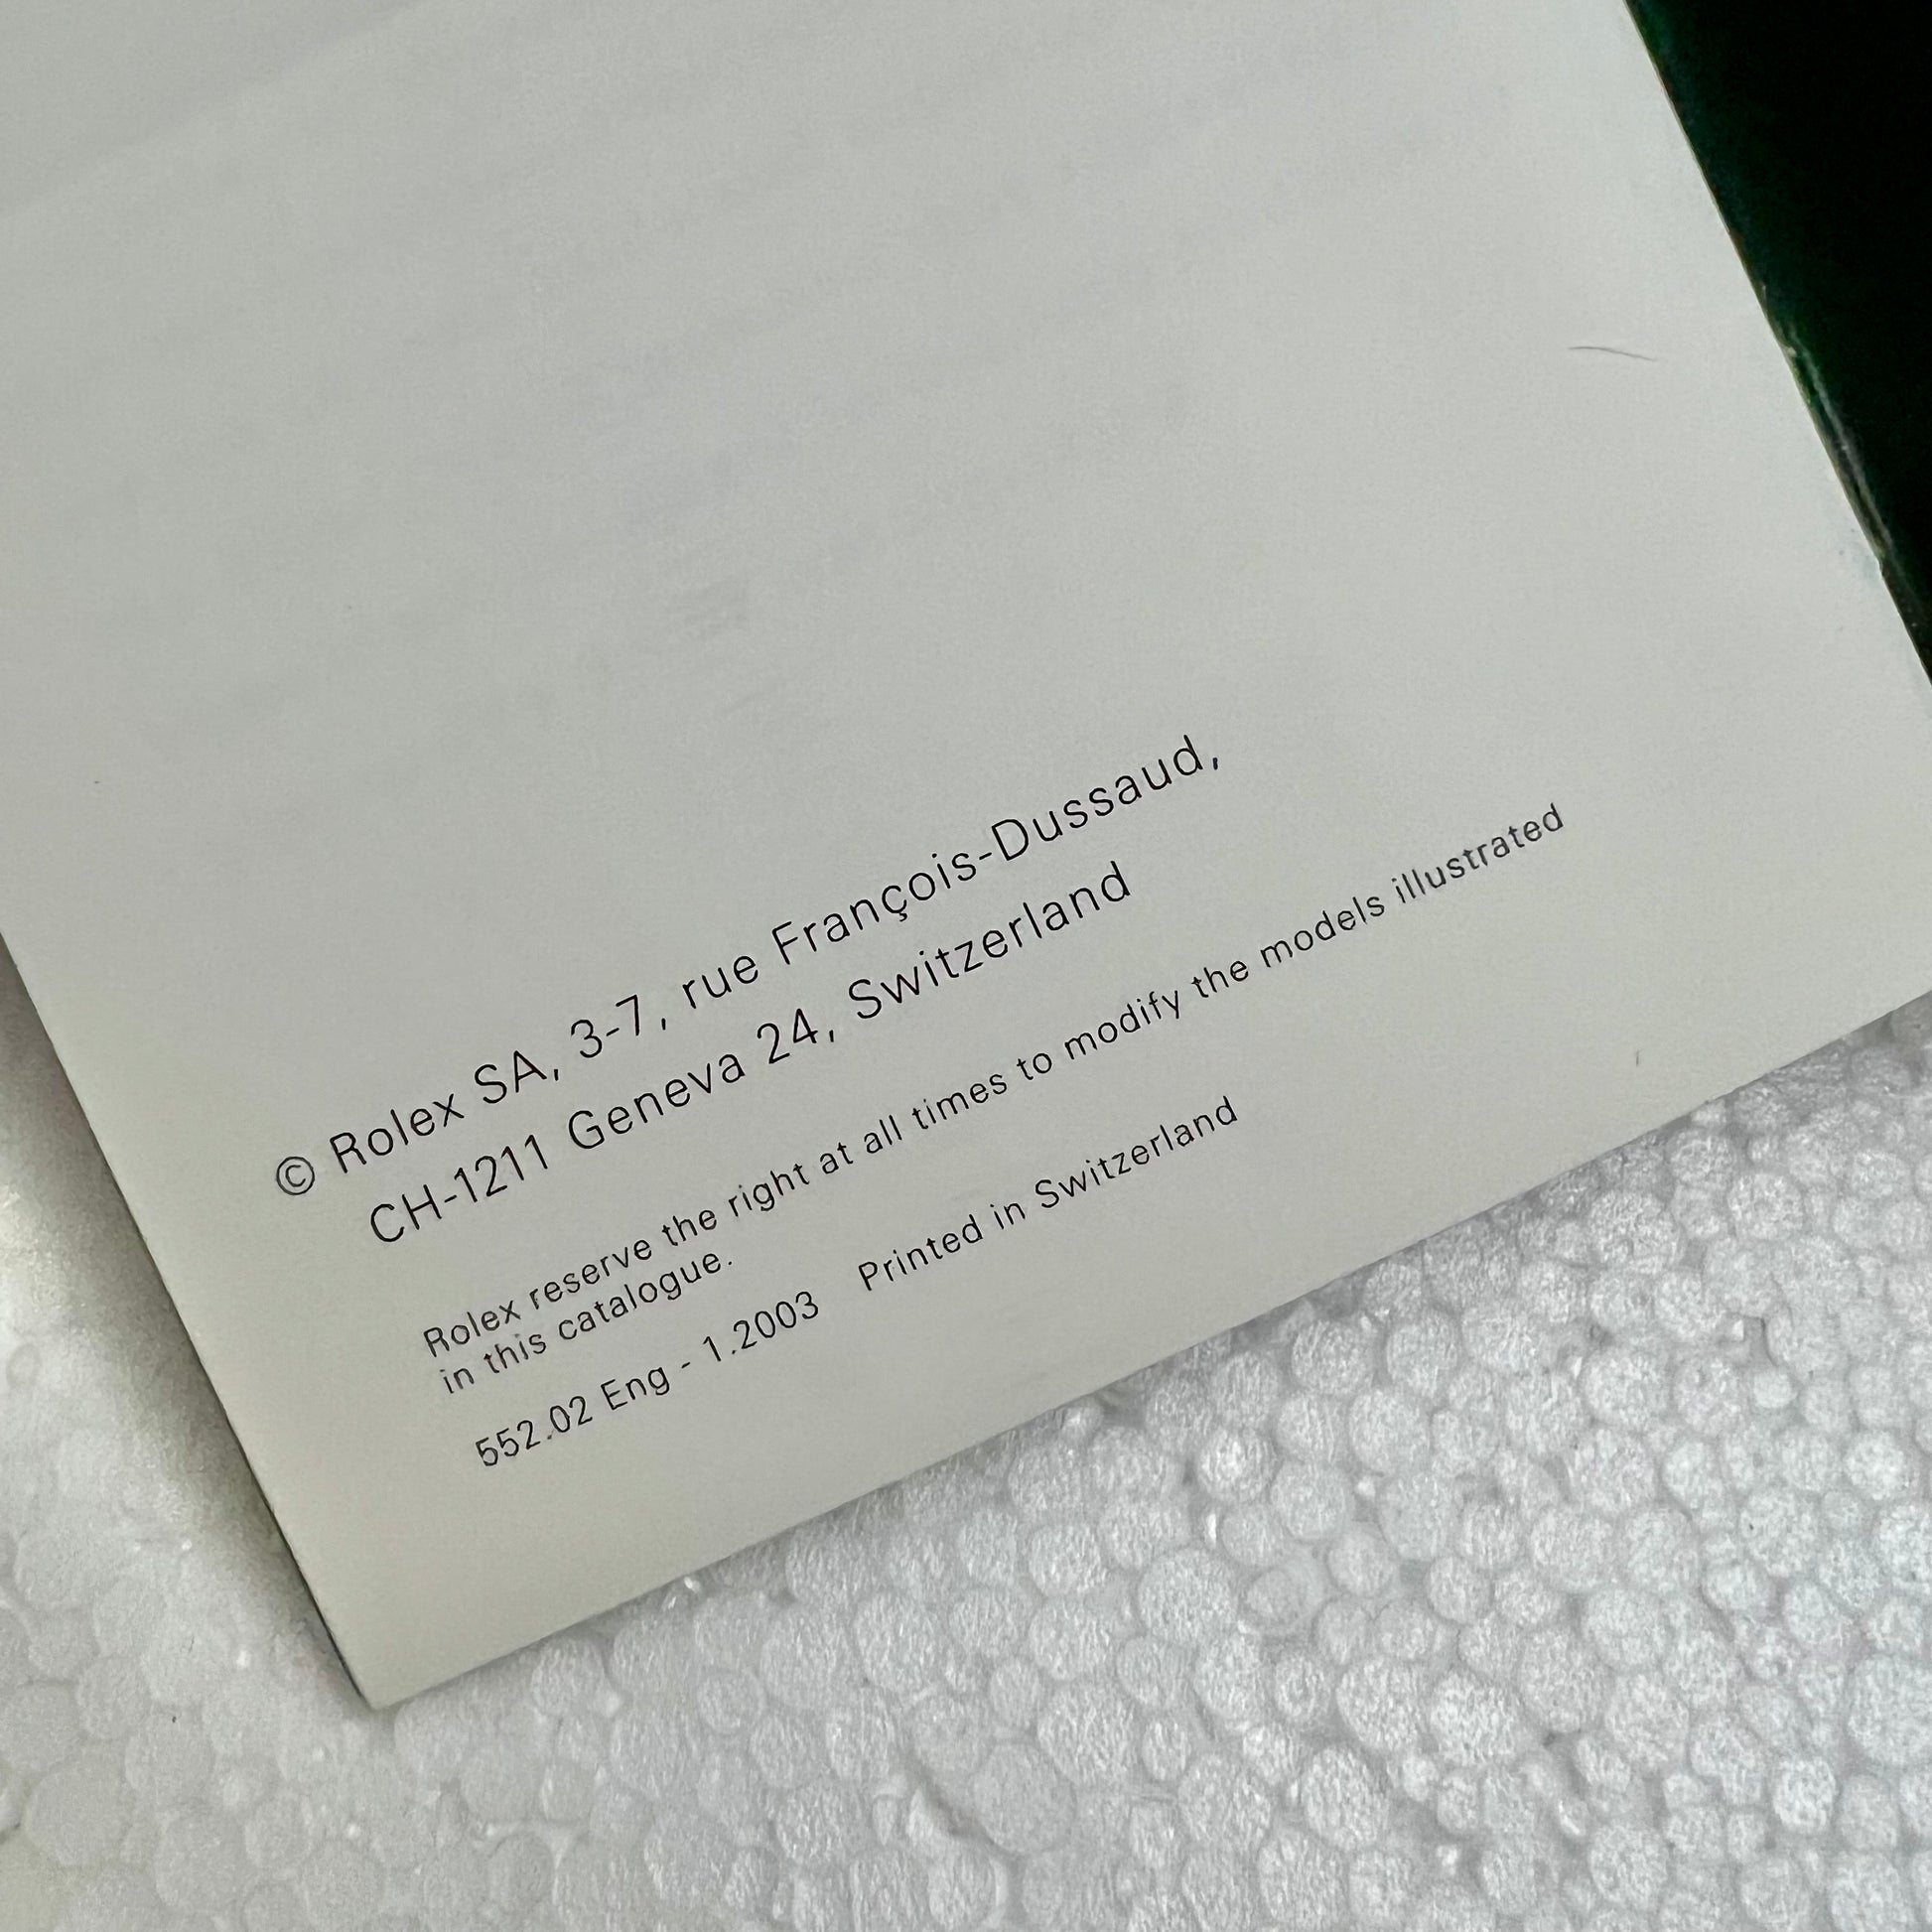 © Rolex SA, 3-7, rue François-Dussaud,
CH-1211 Geneva 24, Switzerland
Rolex reserve the right at all times to modify the models illustrated
in this catalogue.
552.02 Eng - 1.2003 Printed in Switzerland